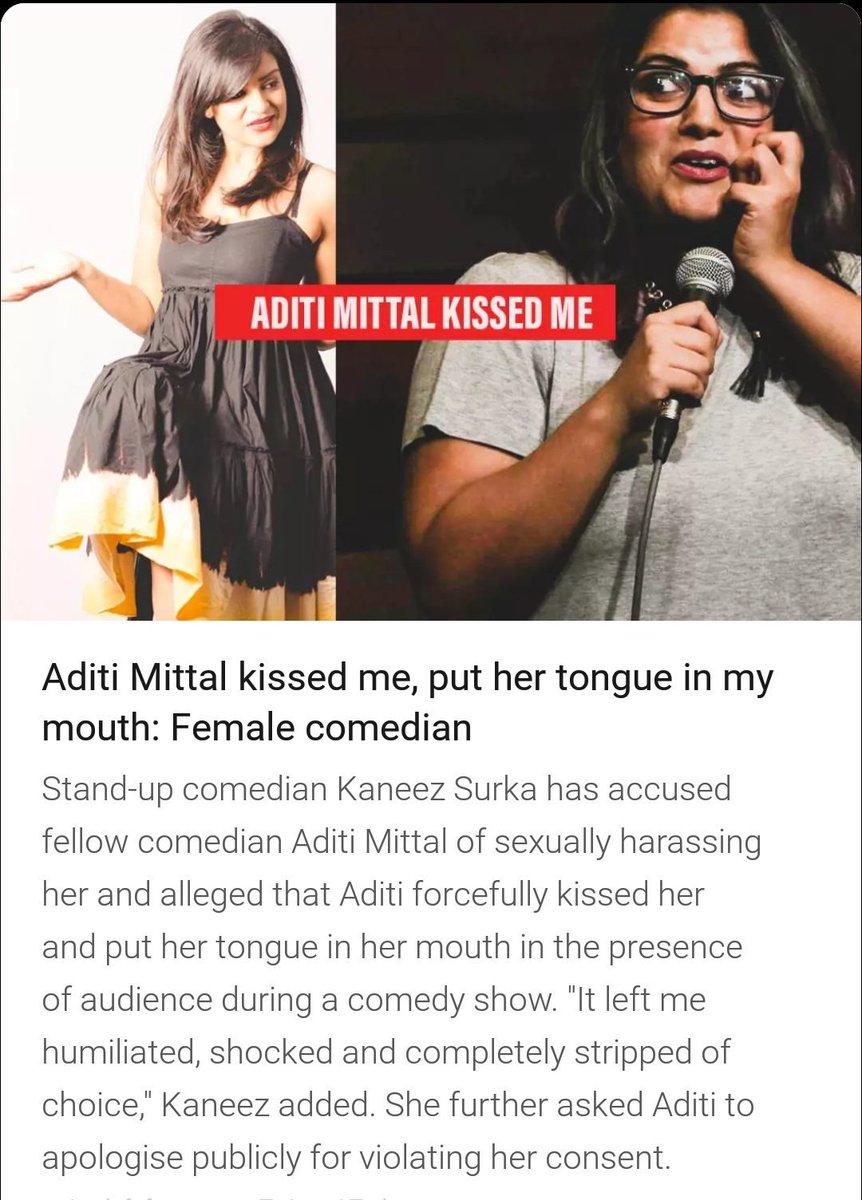 ADITI MITTAL KISSED ME
Aditi Mittal kissed me, put her tongue in my
mouth: Female comedian
Stand-up comedian Kaneez Surka has accused
fellow comedian Aditi Mittal of sexually harassing
her and alleged that Aditi forcefully kissed her
and put her tongue in her mouth in the presence
of audience during a comedy show. "It left me
humiliated, shocked and completely stripped of
choice," Kaneez added. She further asked Aditi to
apologise publicly for violating her consent.